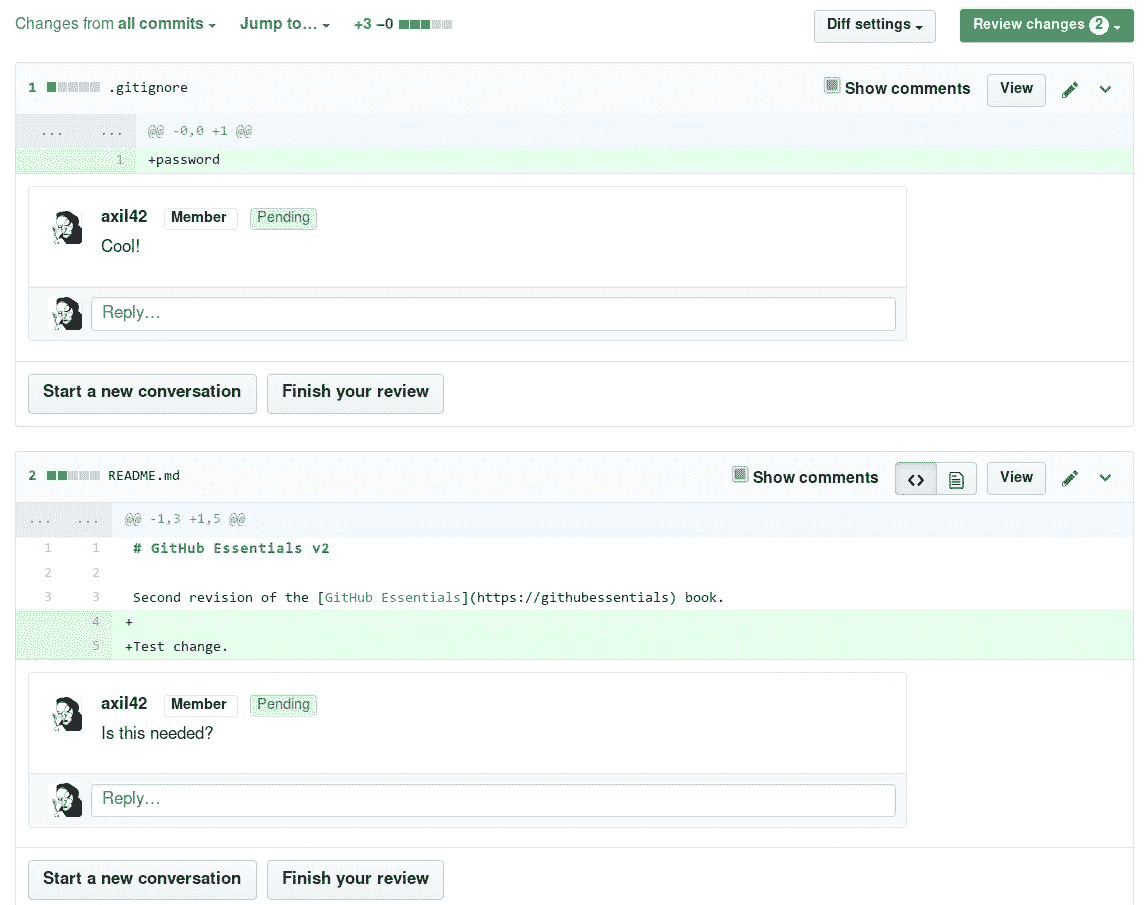 Changes from all commits Jump to... +3 −0 Diff settings Review changes 2
1 .gitignore Show comments View
... ... @@ -0,0 +1 @@
1 +password
axil42 Member Pending
Cool!
Reply...
Start a new conversation Finish your review
2 README.md Show comments <> View
... ... @@ -1,3 +1,5 @@
1 1 # GitHub Essentials v2
2 2
3 3 Second revision of the [GitHub Essentials](https://githubessentials) book.
4 +
5 +Test change.
axil42 Member Pending
Is this needed?
Reply...
Start a new conversation Finish your review